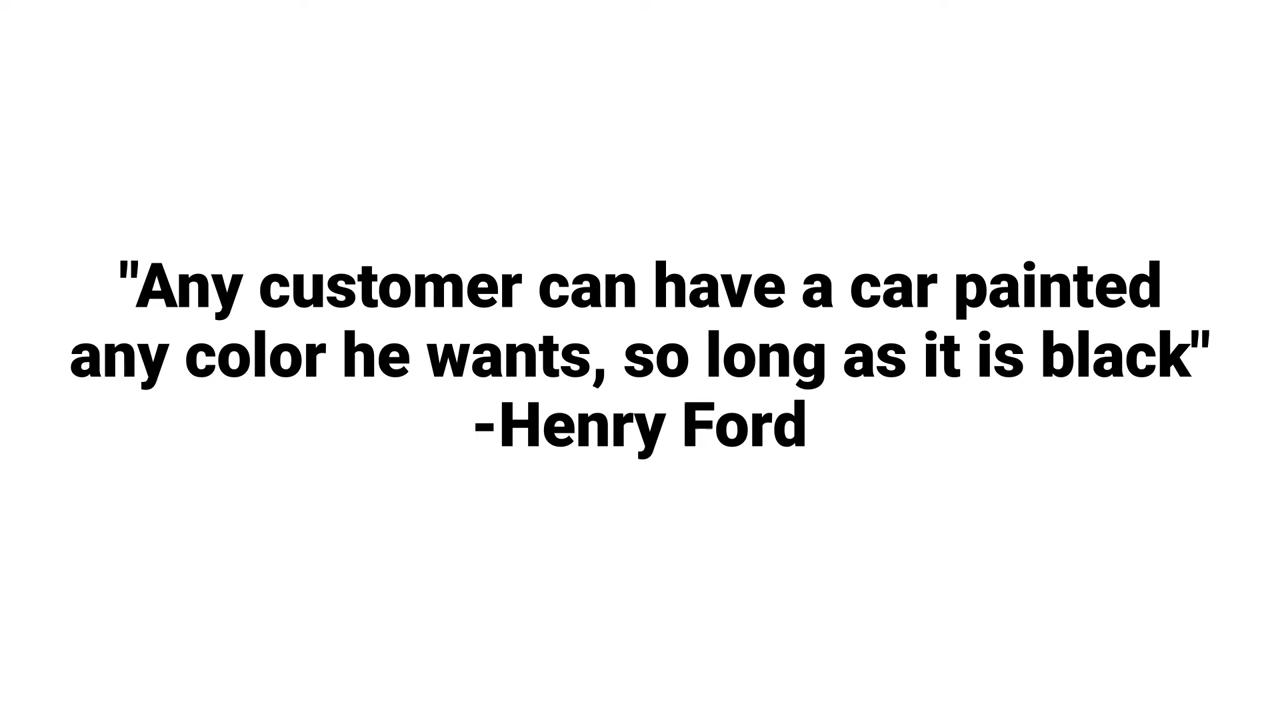 "Any customer can have a car painted
any color he wants, so long as it is black"
-Henry Ford